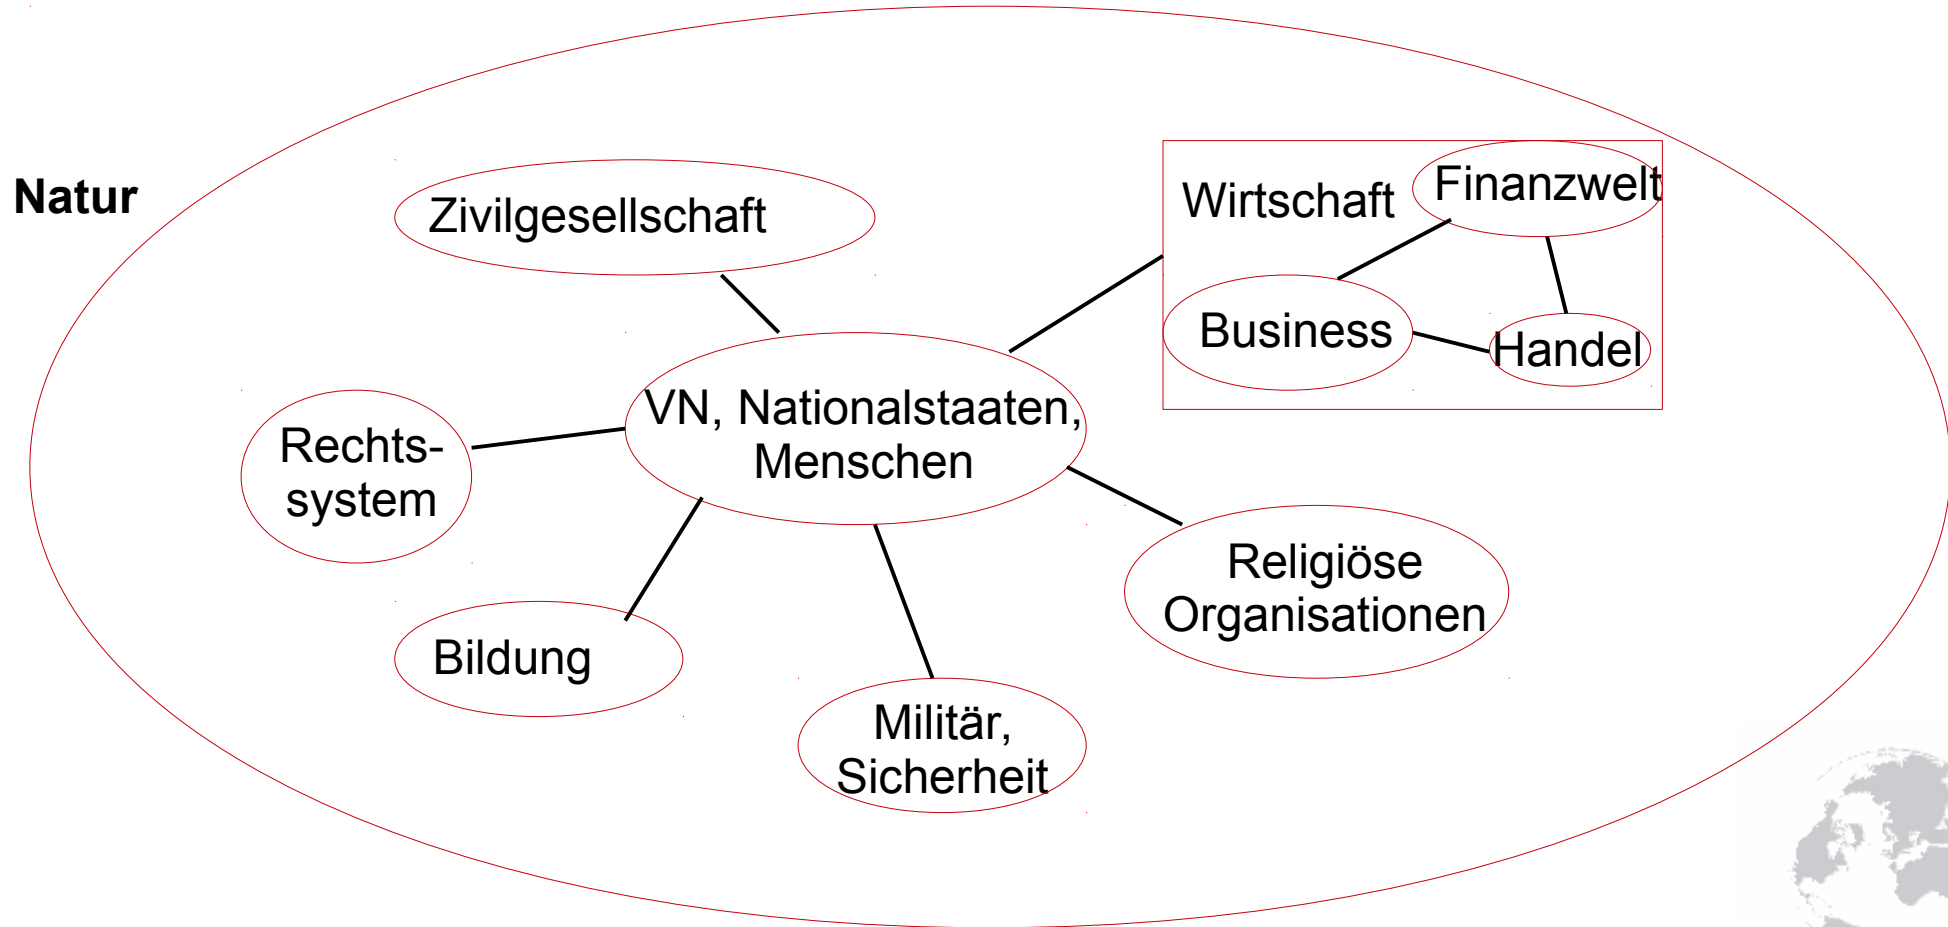 Natur
Zivilgesellschaft
Wirtschaft
Finanzwelt
Business
Handel
VN, Nationalstaaten,
Menschen
Rechts-
system
Religiöse
Organisationen
Bildung
Militär,
Sicherheit